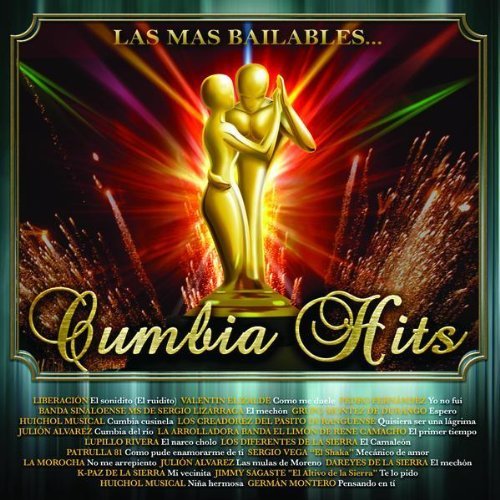 LAS MAS BAILABLES...
Cumbia Hits
LIBERACIÓN El sonidito (El ruidito) VALENTÍN ELIZALDE Como me duele PEDRO FERNÁNDEZ Yo no fui
BANDA SINALOENSE MS DE SERGIO LIZÁRRAGA El mechón GRUPO MONTEZ DE DURANGO Espero
HUICHOL MUSICAL Cumbia cusinela LOS CREADOREZ DEL PASITO DURANGUENSE Quisiera ser una lágrima
JULIÓN ALVAREZ Cumbia del río LA ARROLLADORA BANDA EL LIMÓN DE RENÉ CAMACHO El primer tiempo
LUPILLO RIVERA El narco cholo LOS DIFERENTES DE LA SIERRA El Camaleón
PATRULLA 81 Como pude enamorarme de ti SERGIO VEGA "El Shaka" Mecánico de amor
LA MOROCHA No me arrepiento JULIÓN ALVAREZ Las mulas de Moreno DAREYES DE LA SIERRA El mechón
K-PAZ DE LA SIERRA Mi vecinita JIMMY SAGASTE "El Altivo de la Sierra" Te lo pido
HUICHOL MUSICAL Niña hermosa GERMÁN MONTERO Pensando en tí